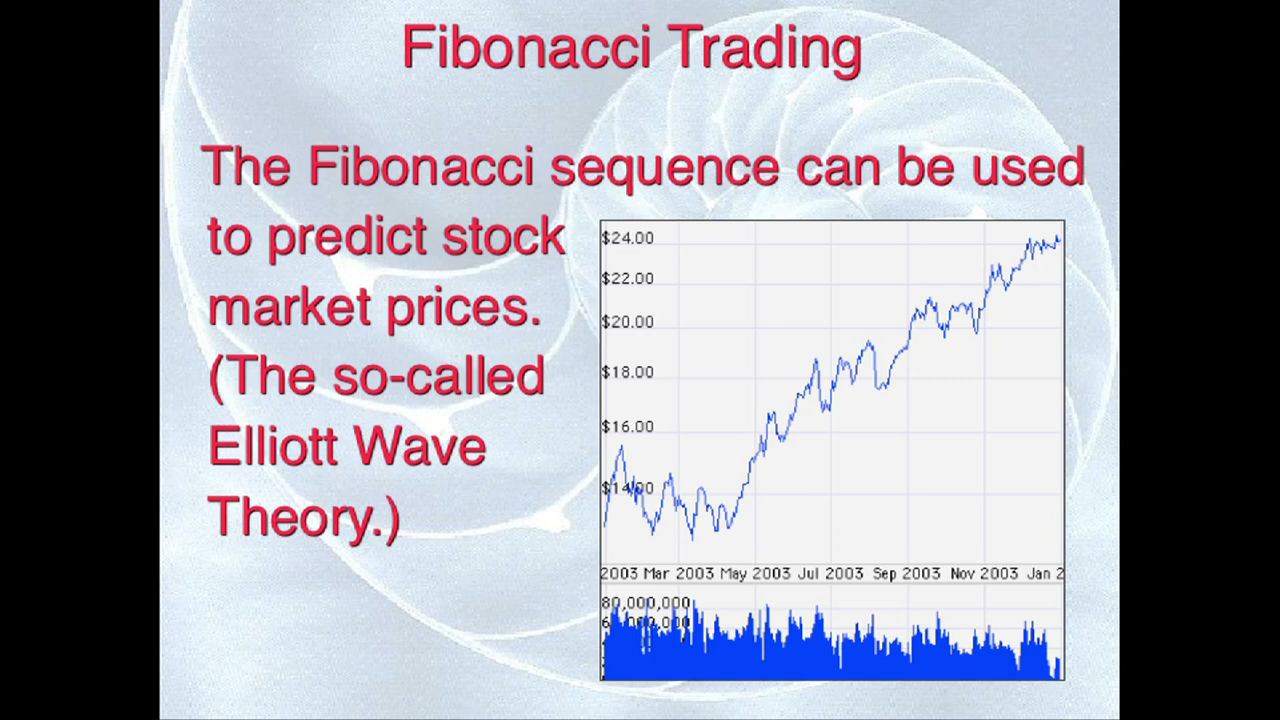 Fibonacci Trading
The Fibonacci sequence can be used
to predict stock
market prices.
(The so-called
Elliott Wave
Theory.)
$24.00
$22.00
$20.00
$18.00
$16.00
$14.00
2003 Mar 2003 May 2003 Jul 2003 Sep 2003 Nov 2003 Jan 2
80,000,000